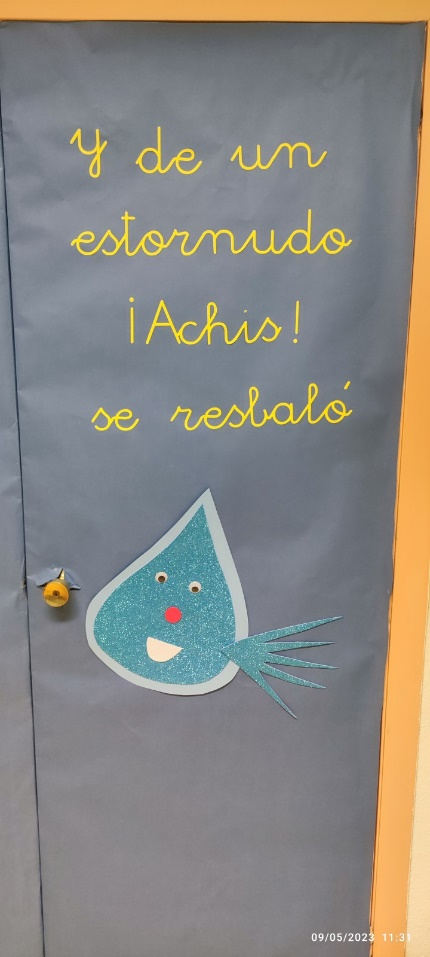 Y de un
estornudo
¡Achis!
se resbaló
09/05/2023 11:31